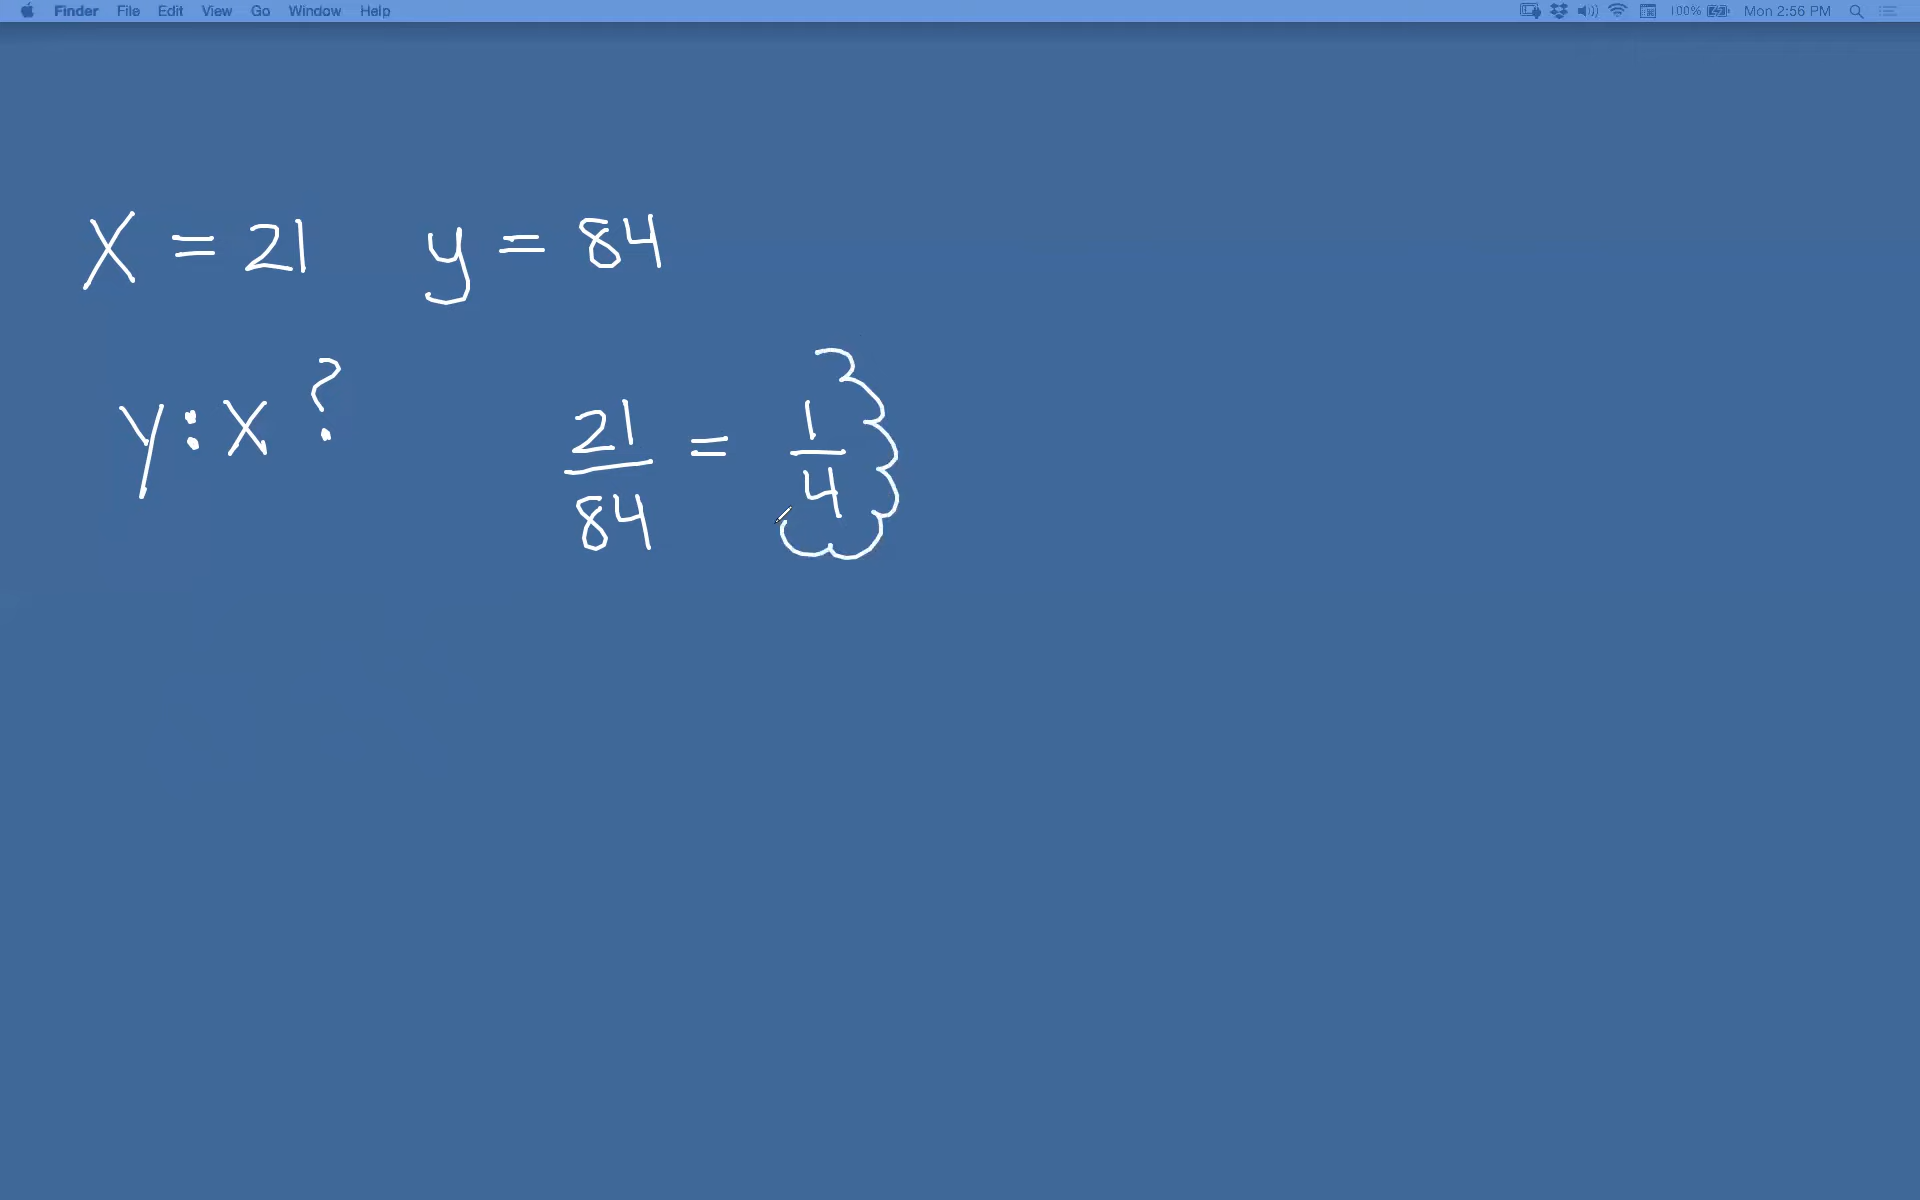 Finder File Edit View Go Window Help 100% Mon 2:56 PM
X = 21 y = 84
y : x ?
21/84 = 1/4